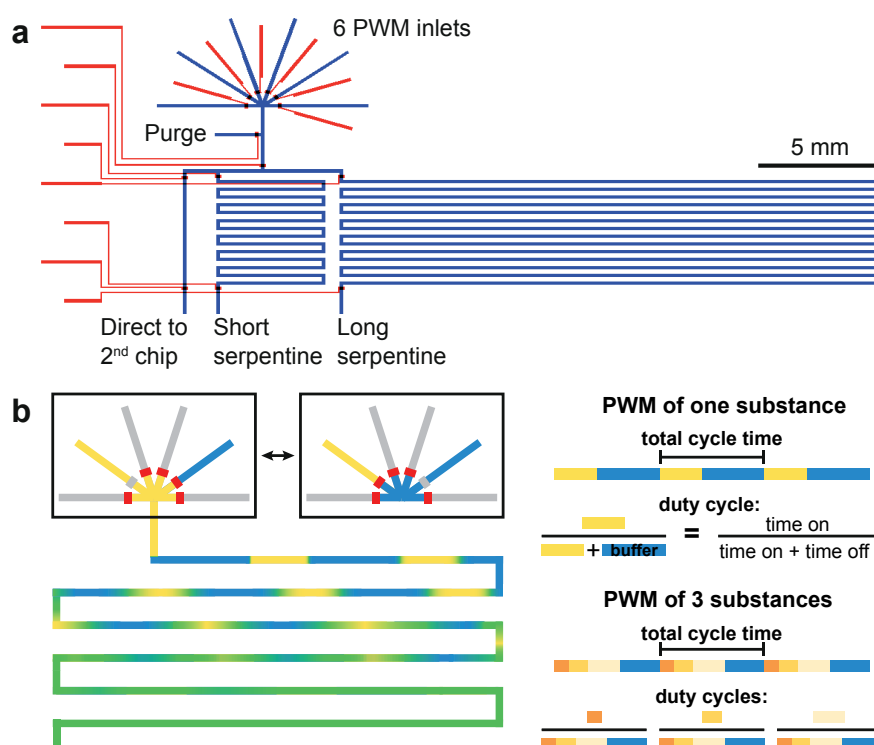 a
6 PWM inlets
Purge
5 mm
Direct to
2nd chip
Short
serpentine
Long
serpentine
b
PWM of one substance
total cycle time
duty cycle:
+ buffer
=
time on
time on + time off
PWM of 3 substances
total cycle time
duty cycles: